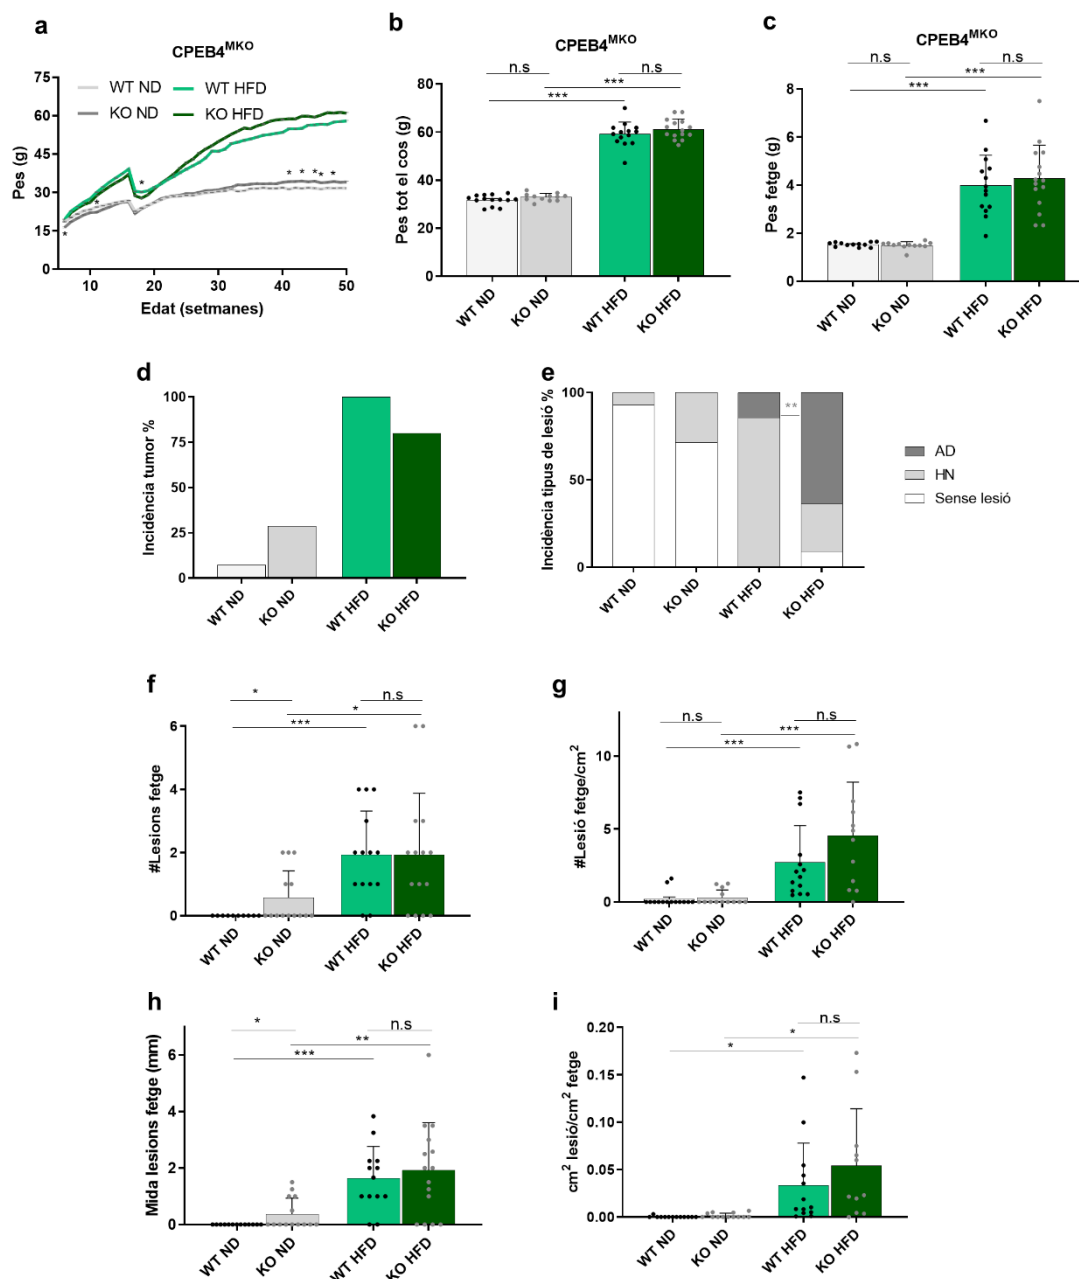 a
CPEB4^MKO
WT ND
WT HFD
KO ND
KO HFD
75
60
45
30
15
0
Pes (g)
* * * * * * * *
10 20 30 40 50
Edat (setmanes)
b
CPEB4^MKO
n.s n.s
***
***
80
60
40
20
0
Pes tot el cos (g)
WT ND KO ND WT HFD KO HFD
c
CPEB4^MKO
n.s n.s
***
***
8
6
4
2
0
Pes fetge (g)
WT ND KO ND WT HFD KO HFD
d
100
75
50
25
0
Incidència tumor %
WT ND KO ND WT HFD KO HFD
e
100
50
0
Incidència tipus de lesió %
**
WT ND KO ND WT HFD KO HFD
AD
HN
Sense lesió
f
n.s
*
*
***
6
4
2
0
#Lesions fetge
WT ND KO ND WT HFD KO HFD
g
n.s n.s
***
***
10
5
0
#Lesió fetge/cm²
WT ND KO ND WT HFD KO HFD
h
* n.s
**
***
6
4
2
0
Mida lesions fetge (mm)
WT ND KO ND WT HFD KO HFD
i
n.s
*
*
0.20
0.15
0.10
0.05
0.00
cm² lesió/cm² fetge
WT ND KO ND WT HFD KO HFD